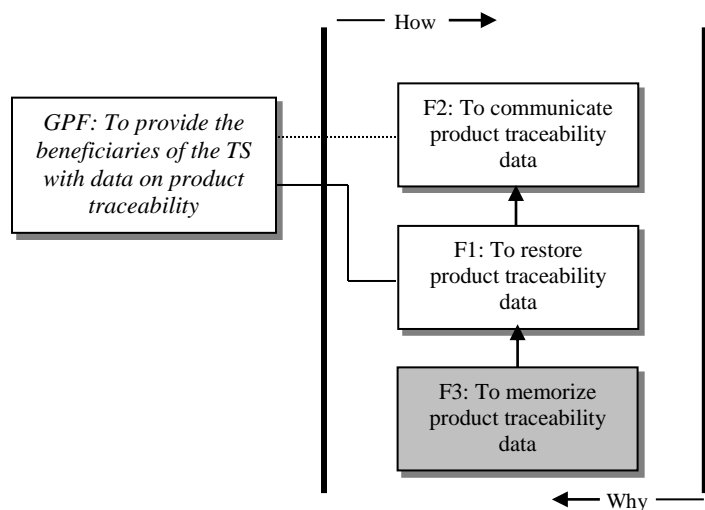 How
GPF: To provide the
beneficiaries of the TS
with data on product
traceability
F2: To communicate
product traceability
data
F1: To restore
product traceability
data
F3: To memorize
product traceability
data
Why